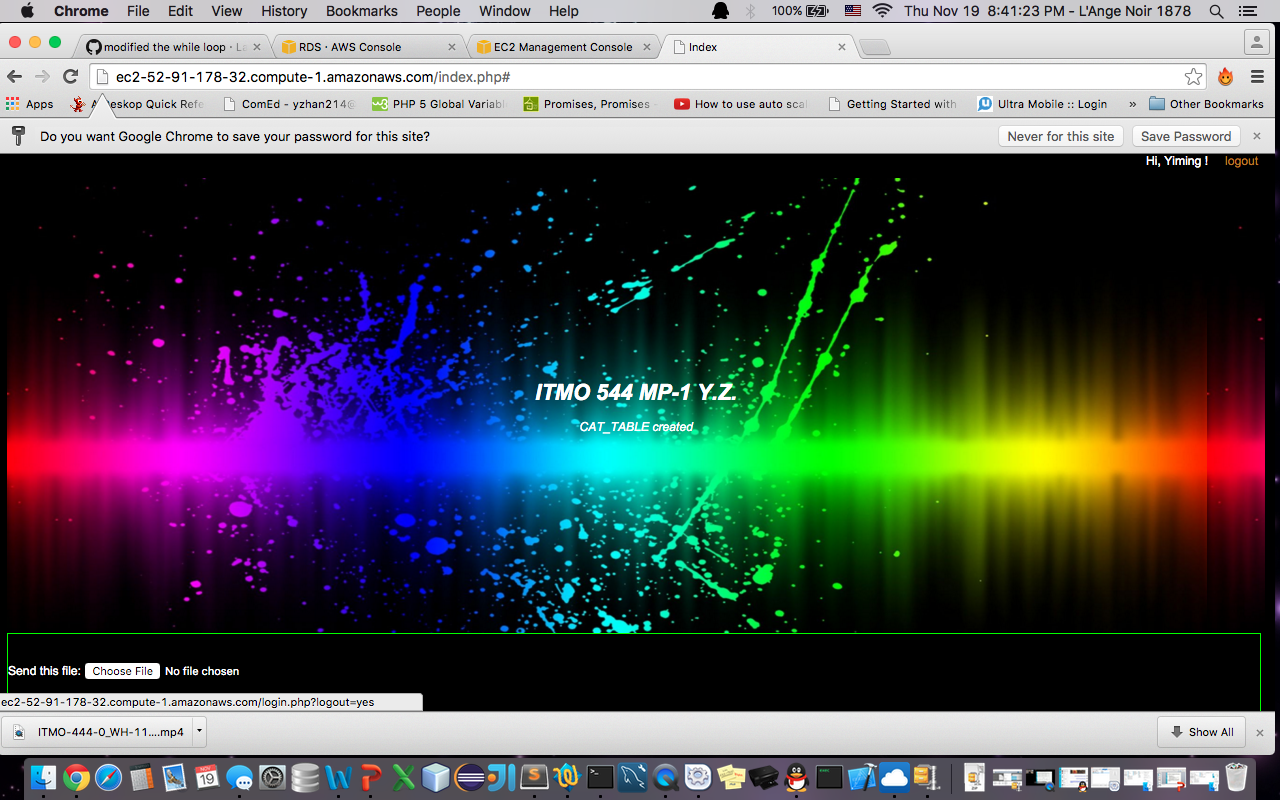 Chrome File Edit View History Bookmarks People Window Help 100% Thu Nov 19 8:41:23 PM - L'Ange Noir 1878
modified the while loop · La RDS · AWS Console EC2 Management Console Index
ec2-52-91-178-32.compute-1.amazonaws.com/index.php#
Apps Quick Refe ComEd - yzhan214@ PHP 5 Global Variabl Promises, Promises - How to use auto scal Getting Started with Ultra Mobile :: Login » Other Bookmarks
Do you want Google Chrome to save your password for this site? Never for this site Save Password
Hi, Yiming ! logout
ITMO 544 MP-1 Y.Z.
CAT_TABLE created
Send this file: Choose File No file chosen
ec2-52-91-178-32.compute-1.amazonaws.com/login.php?logout=yes
ITMO-444-0_WH-11....mp4 Show All
NOV 19